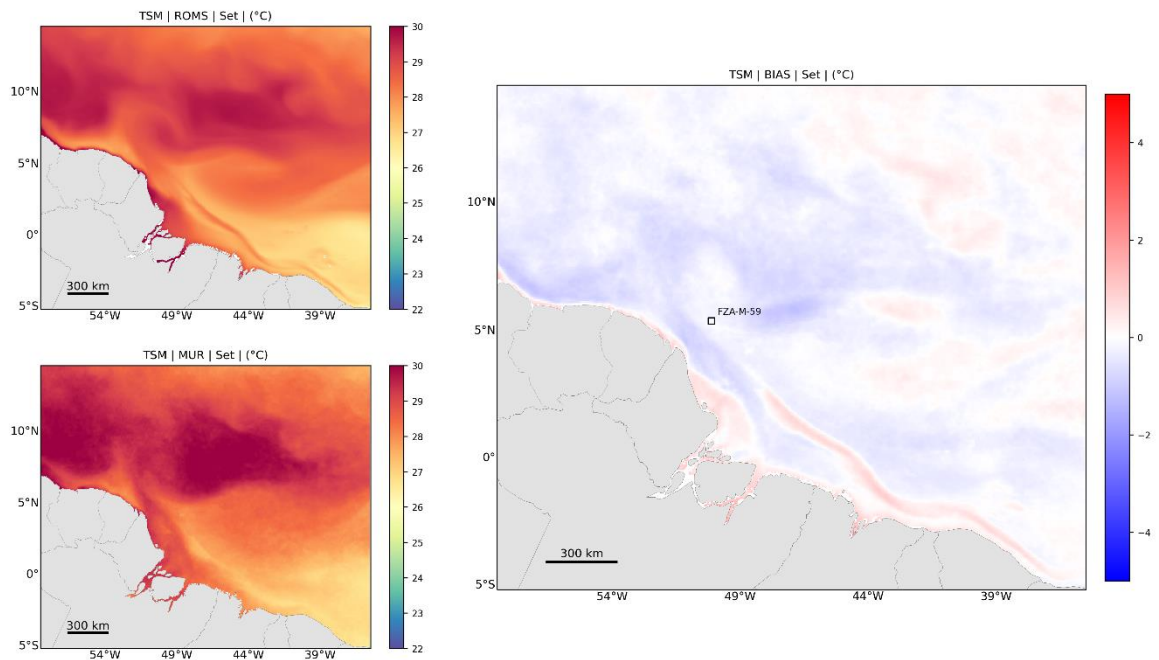 TSM | ROMS | Set | (°C)
10°N
5°N
0°
5°S
300 km
54°W 49°W 44°W 39°W
30
29
28
27
26
25
24
23
22
TSM | MUR | Set | (°C)
10°N
5°N
0°
5°S
300 km
54°W 49°W 44°W 39°W
30
29
28
27
26
25
24
23
22
TSM | BIAS | Set | (°C)
10°N
5°N
0°
5°S
FZA-M-59
300 km
54°W 49°W 44°W 39°W
4
2
0
−2
−4